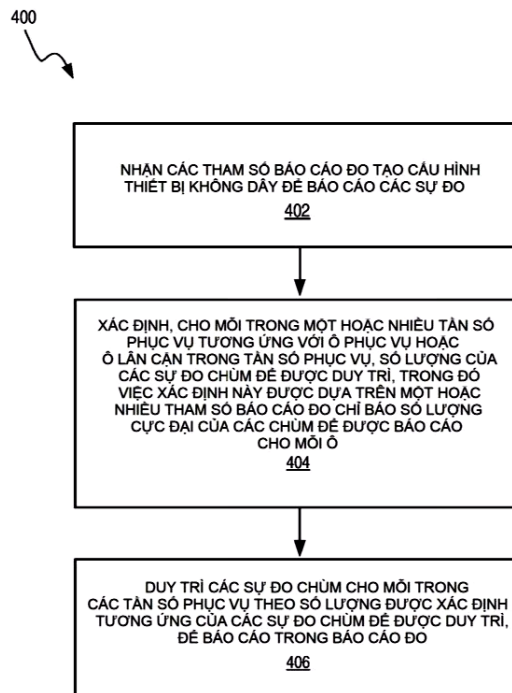 400
NHẬN CÁC THAM SỐ BÁO CÁO ĐO TẠO CẤU HÌNH
THIẾT BỊ KHÔNG DÂY ĐỂ BÁO CÁO CÁC SỰ ĐO
402
XÁC ĐỊNH, CHO MỖI TRONG MỘT HOẶC NHIỀU TẦN SỐ
PHỤC VỤ TƯƠNG ỨNG VỚI Ô PHỤC VỤ HOẶC
Ô LÂN CẬN TRONG TẦN SỐ PHỤC VỤ, SỐ LƯỢNG CỦA
CÁC SỰ ĐO CHÙM ĐỂ ĐƯỢC DUY TRÌ, TRONG ĐÓ
VIỆC XÁC ĐỊNH NÀY ĐƯỢC DỰA TRÊN MỘT HOẶC
NHIỀU THAM SỐ BÁO CÁO ĐO CHỈ BÁO SỐ LƯỢNG
CỰC ĐẠI CỦA CÁC CHÙM ĐỂ ĐƯỢC BÁO CÁO
CHO MỖI Ô
404
DUY TRÌ CÁC SỰ ĐO CHÙM CHO MỖI TRONG
CÁC TẦN SỐ PHỤC VỤ THEO SỐ LƯỢNG ĐƯỢC XÁC ĐỊNH
TƯƠNG ỨNG CỦA CÁC SỰ ĐO CHÙM ĐỂ ĐƯỢC DUY TRÌ,
ĐỂ BÁO CÁO TRONG BÁO CÁO ĐO
406